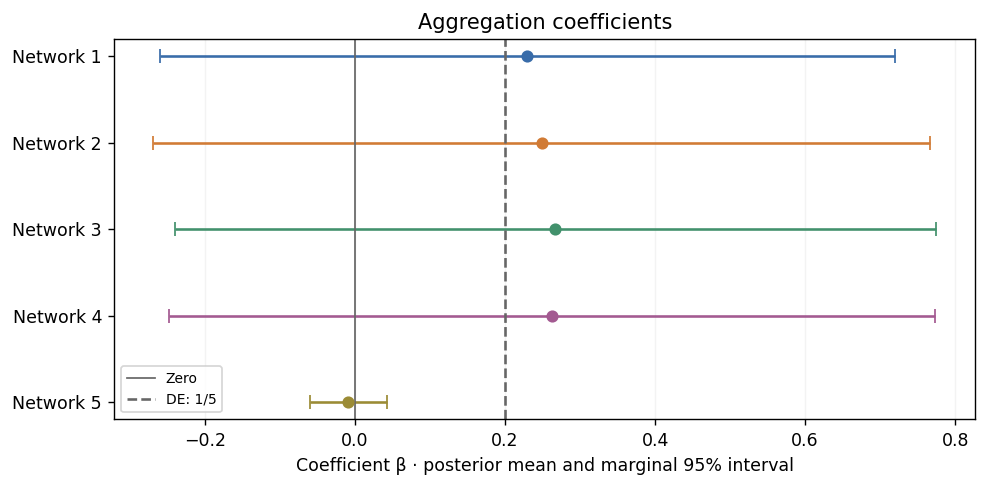 Aggregation coefficients
Network 1
Network 2
Network 3
Network 4
Network 5
Zero
DE: 1/5
−0.2 0.0 0.2 0.4 0.6 0.8
Coefficient β · posterior mean and marginal 95% interval